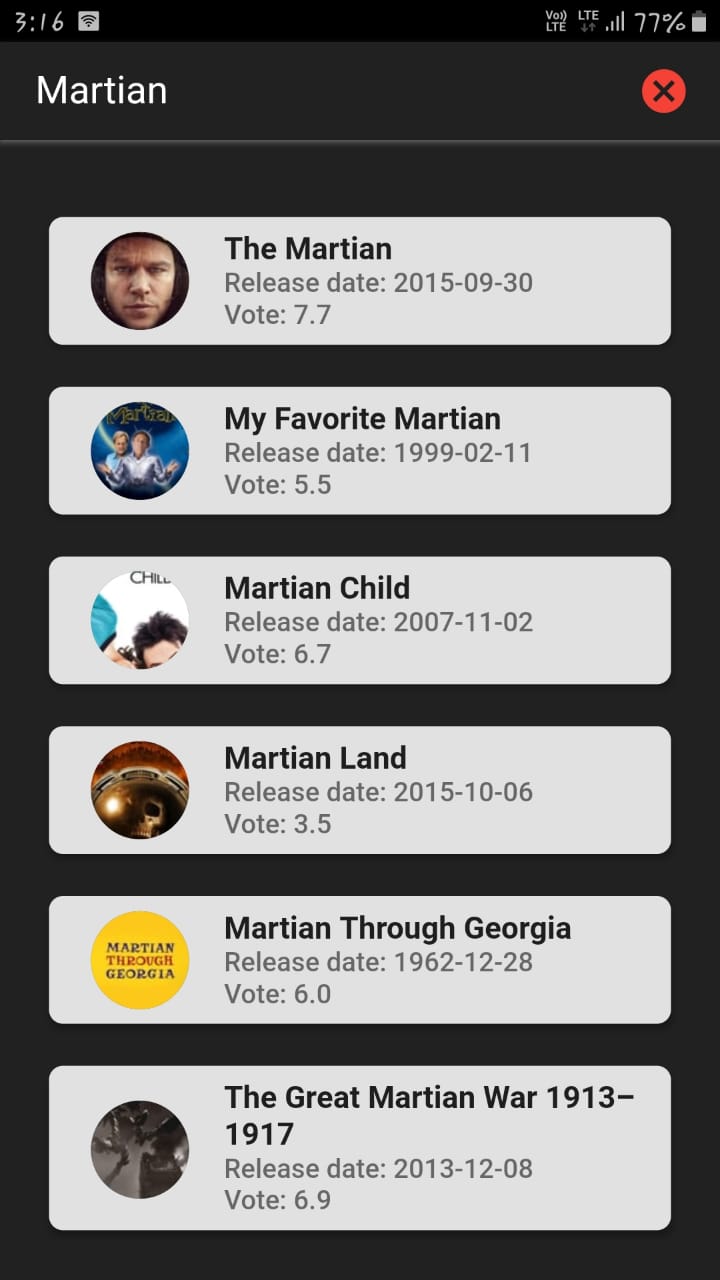 3:16
Vo)) LTE
LTE 77%
Martian
The Martian
Release date: 2015-09-30
Vote: 7.7
Martian
My Favorite Martian
Release date: 1999-02-11
Vote: 5.5
CHILD
Martian Child
Release date: 2007-11-02
Vote: 6.7
Martian Land
Release date: 2015-10-06
Vote: 3.5
MARTIAN
THROUGH
GEORGIA
Martian Through Georgia
Release date: 1962-12-28
Vote: 6.0
The Great Martian War 1913–
1917
Release date: 2013-12-08
Vote: 6.9